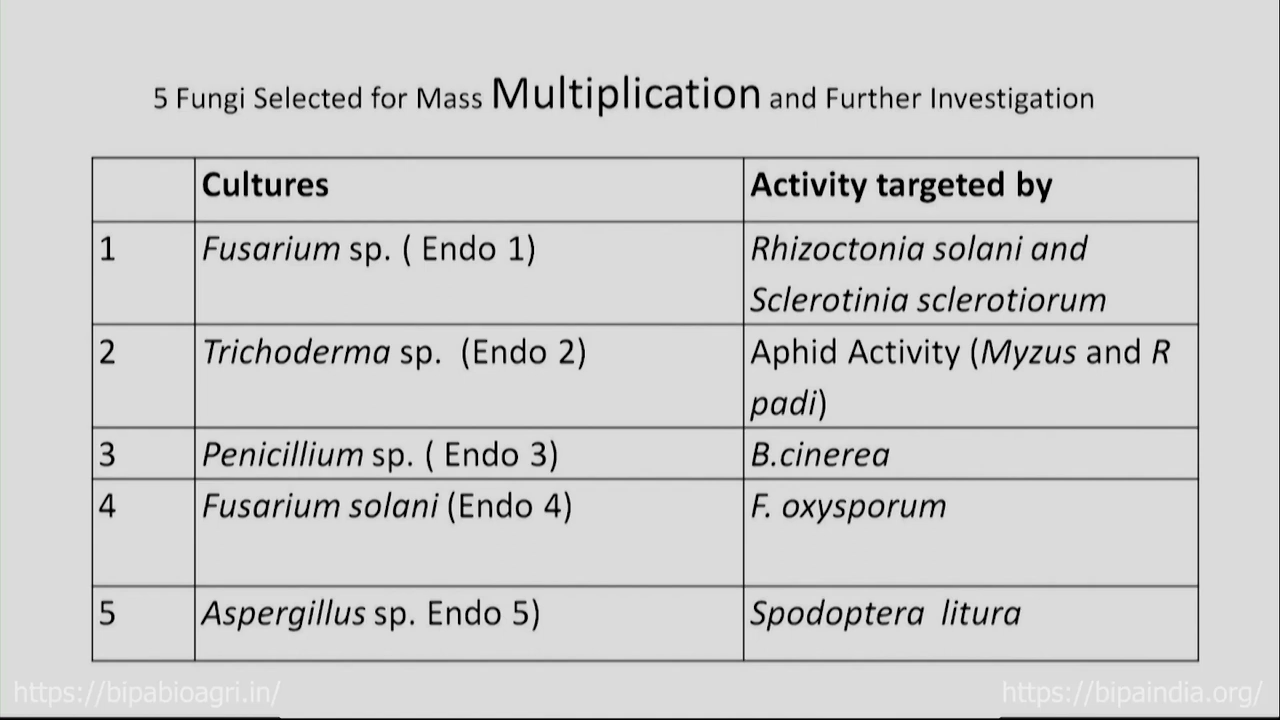 5 Fungi Selected for Mass Multiplication and Further Investigation
Cultures Activity targeted by
1 Fusarium sp. ( Endo 1) Rhizoctonia solani and
Sclerotinia sclerotiorum
2 Trichoderma sp. (Endo 2) Aphid Activity (Myzus and R
padi)
3 Penicillium sp. ( Endo 3) B.cinerea
4 Fusarium solani (Endo 4) F. oxysporum
5 Aspergillus sp. Endo 5) Spodoptera litura
https://bipabioagri.in/ https://bipaindia.org/